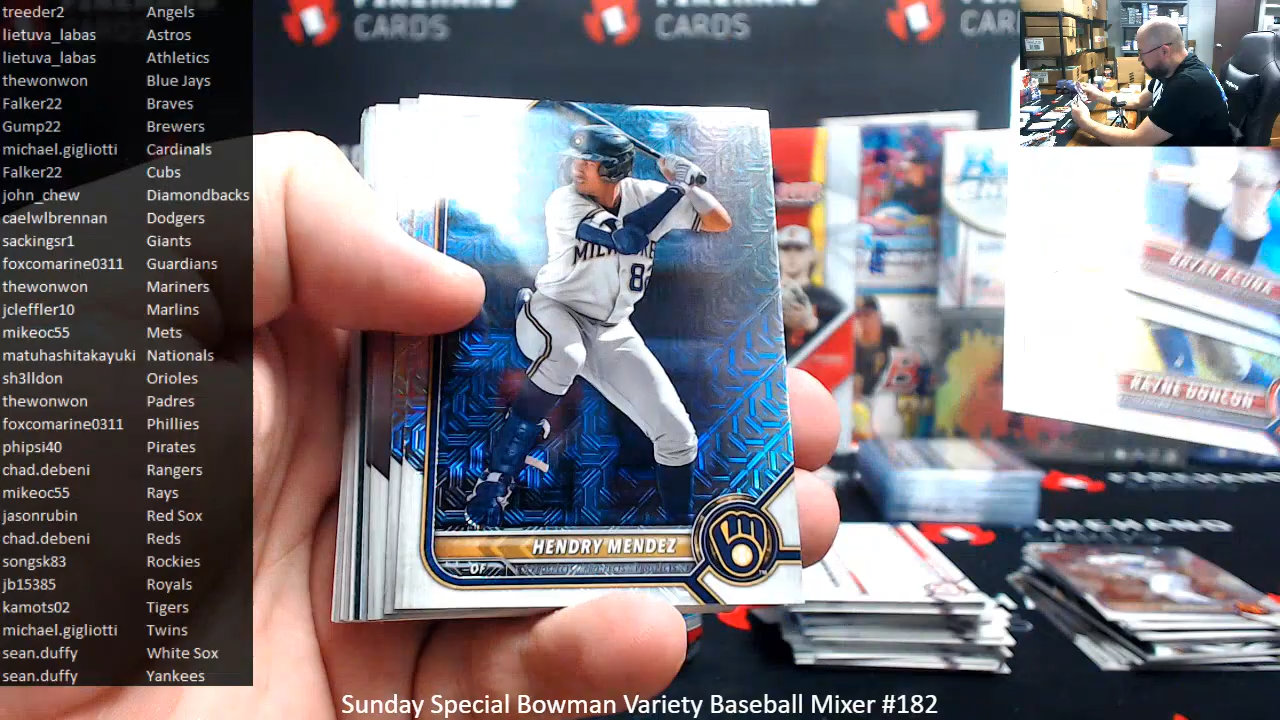 treeder2 Angels
lietuva_labas Astros
lietuva_labas Athletics
thewonwon Blue Jays
Falker22 Braves
Gump22 Brewers
michael.gigliotti Cardinals
Falker22 Cubs
john_chew Diamondbacks
caelwlbrennan Dodgers
sackingsr1 Giants
foxcomarine0311 Guardians
thewonwon Mariners
jcleffler10 Marlins
mikeoc55 Mets
matuhashitakayuki Nationals
sh3lldon Orioles
thewonwon Padres
foxcomarine0311 Phillies
phipsi40 Pirates
chad.debeni Rangers
mikeoc55 Rays
jasonrubin Red Sox
chad.debeni Reds
songsk83 Rockies
jb15385 Royals
kamots02 Tigers
michael.gigliotti Twins
sean.duffy White Sox
sean.duffy Yankees
CARDS
CARDS
HENDRY MENDEZ
OF
BRYAN ACUNA
Sunday Special Bowman Variety Baseball Mixer #182